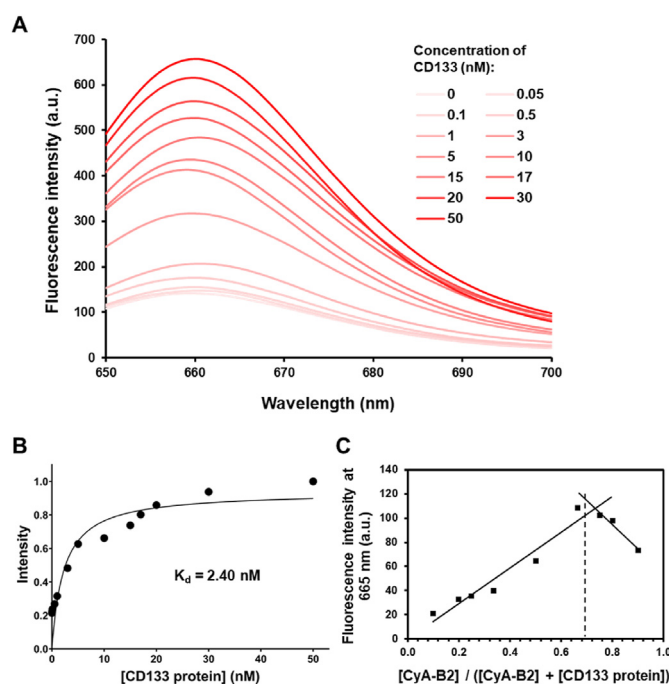 A
Fluorescence intensity (a.u.)
700
600
500
400
300
200
100
0
650 660 670 680 690 700
Wavelength (nm)
Concentration of
CD133 (nM):
0 0.05
0.1 0.5
1 3
5 10
15 17
20 30
50
B
Intensity
1.0
0.8
0.6
0.4
0.2
0.0
0 10 20 30 40 50
[CD133 protein] (nM)
Kd = 2.40 nM
C
Fluorescence intensity at
665 nm (a.u.)
140
120
100
80
60
40
20
0
0.0 0.2 0.4 0.6 0.8 1.0
[CyA-B2] / ([CyA-B2] + [CD133 protein])